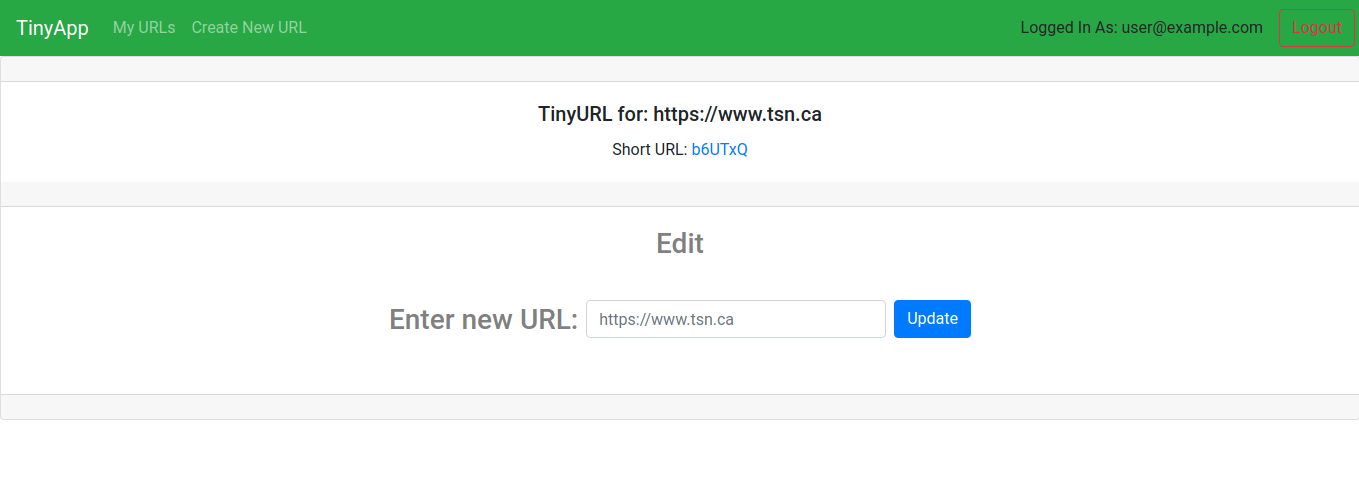 TinyApp My URLs Create New URL Logged In As: user@example.com Logout
TinyURL for: https://www.tsn.ca
Short URL: b6UTxQ
Edit
Enter new URL: https://www.tsn.ca Update